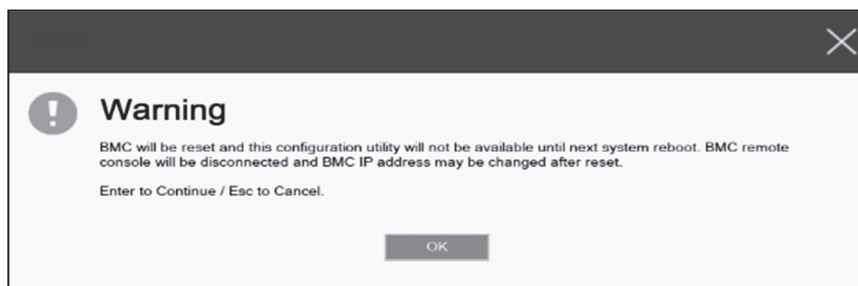 Warning
BMC will be reset and this configuration utility will not be available until next system reboot. BMC remote
console will be disconnected and BMC IP address may be changed after reset.
Enter to Continue / Esc to Cancel.
OK